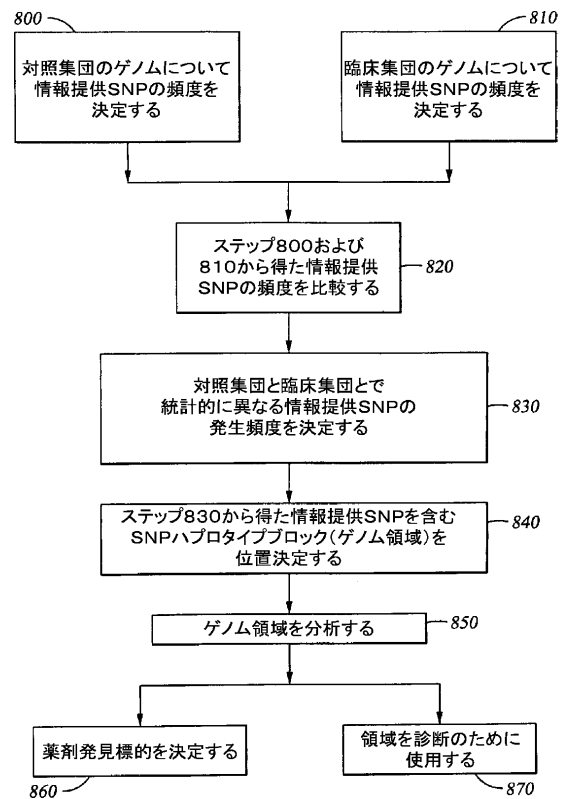 800
対照集団のゲノムについて
情報提供SNPの頻度を
決定する
810
臨床集団のゲノムについて
情報提供SNPの頻度を
決定する
ステップ800および
810から得た情報提供
SNPの頻度を比較する
820
対照集団と臨床集団とで
統計的に異なる情報提供SNPの
発生頻度を決定する
830
ステップ830から得た情報提供SNPを含む
SNPハプロタイプブロック(ゲノム領域)を
位置決定する
840
ゲノム領域を分析する
850
薬剤発見標的を決定する
860
領域を診断のために
使用する
870